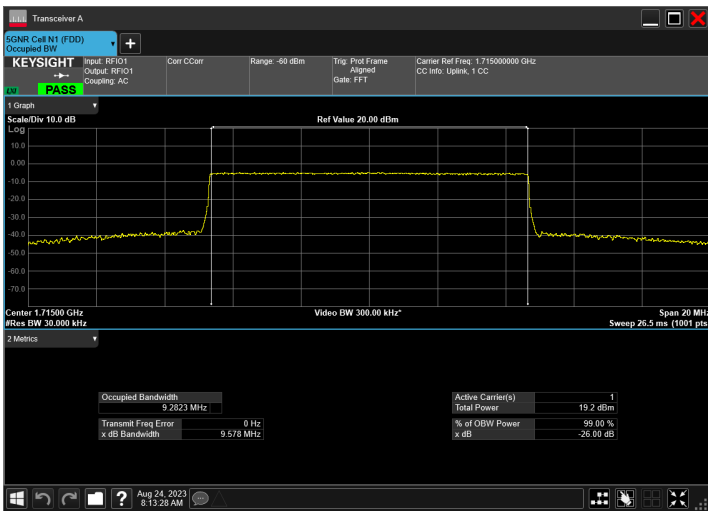 Transceiver A
5GNR Cell N1 (FDD)
Occupied BW
KEYSIGHT
PASS
Input: RFIO1
Output: RFIO1
Coupling: AC
Corr CCorr
Range: -60 dBm
Trig: Prot Frame
Aligned
Gate: FFT
Carrier Ref Freq: 1.715000000 GHz
CC Info: Uplink, 1 CC
1 Graph
Scale/Div 10.0 dB
Ref Value 20.00 dBm
Log
10.0
0.00
-10.0
-20.0
-30.0
-40.0
-50.0
-60.0
-70.0
Center 1.71500 GHz
#Res BW 30.000 kHz
Video BW 300.00 kHz*
Span 20 MHz
Sweep 26.5 ms (1001 pts
2 Metrics
Occupied Bandwidth
9.2823 MHz
Transmit Freq Error 0 Hz
x dB Bandwidth 9.578 MHz
Active Carrier(s) 1
Total Power 19.2 dBm
% of OBW Power 99.00 %
x dB -26.00 dB
Aug 24, 2023
8:13:28 AM